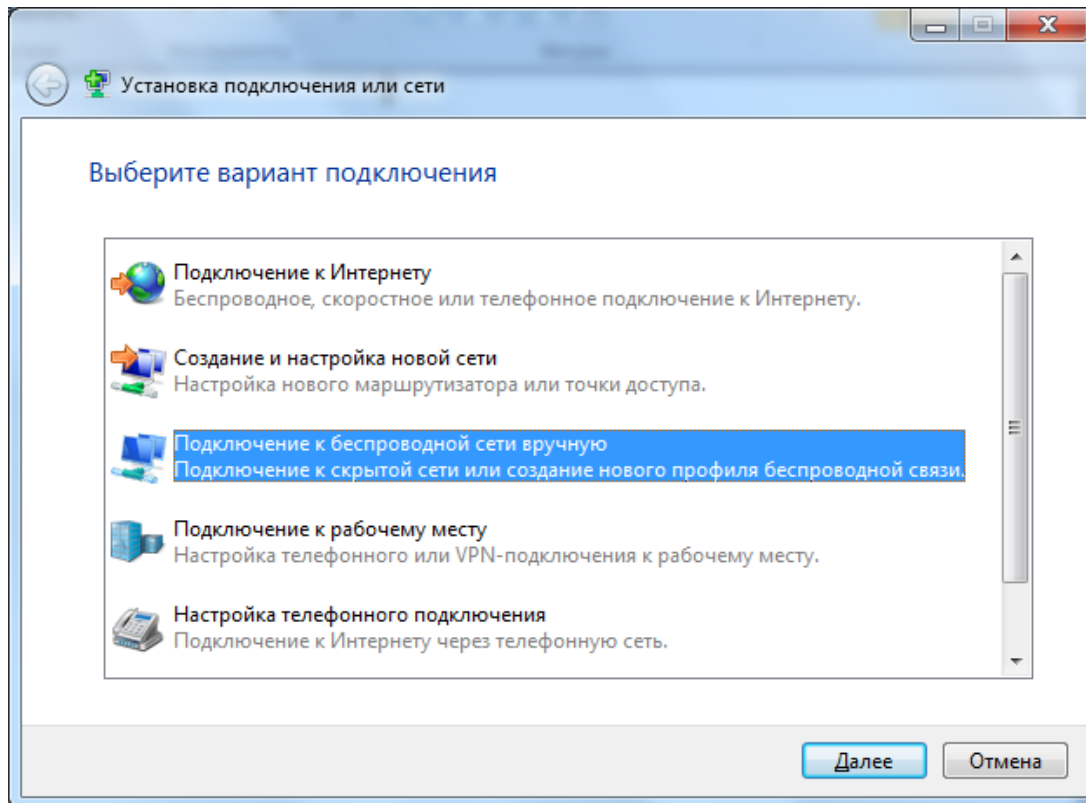 Установка подключения или сети
Выберите вариант подключения
Подключение к Интернету
Беспроводное, скоростное или телефонное подключение к Интернету.
Создание и настройка новой сети
Настройка нового маршрутизатора или точки доступа.
Подключение к беспроводной сети вручную
Подключение к скрытой сети или создание нового профиля беспроводной связи.
Подключение к рабочему месту
Настройка телефонного или VPN-подключения к рабочему месту.
Настройка телефонного подключения
Подключение к Интернету через телефонную сеть.
Далее
Отмена